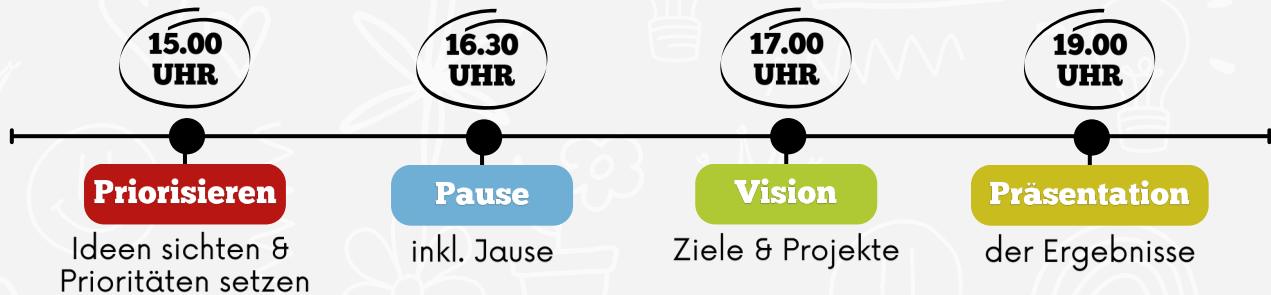 15.00
UHR
16.30
UHR
17.00
UHR
19.00
UHR
Priorisieren
Pause
Vision
Präsentation
Ideen sichten &
Prioritäten setzen
inkl. Jause
Ziele & Projekte
der Ergebnisse